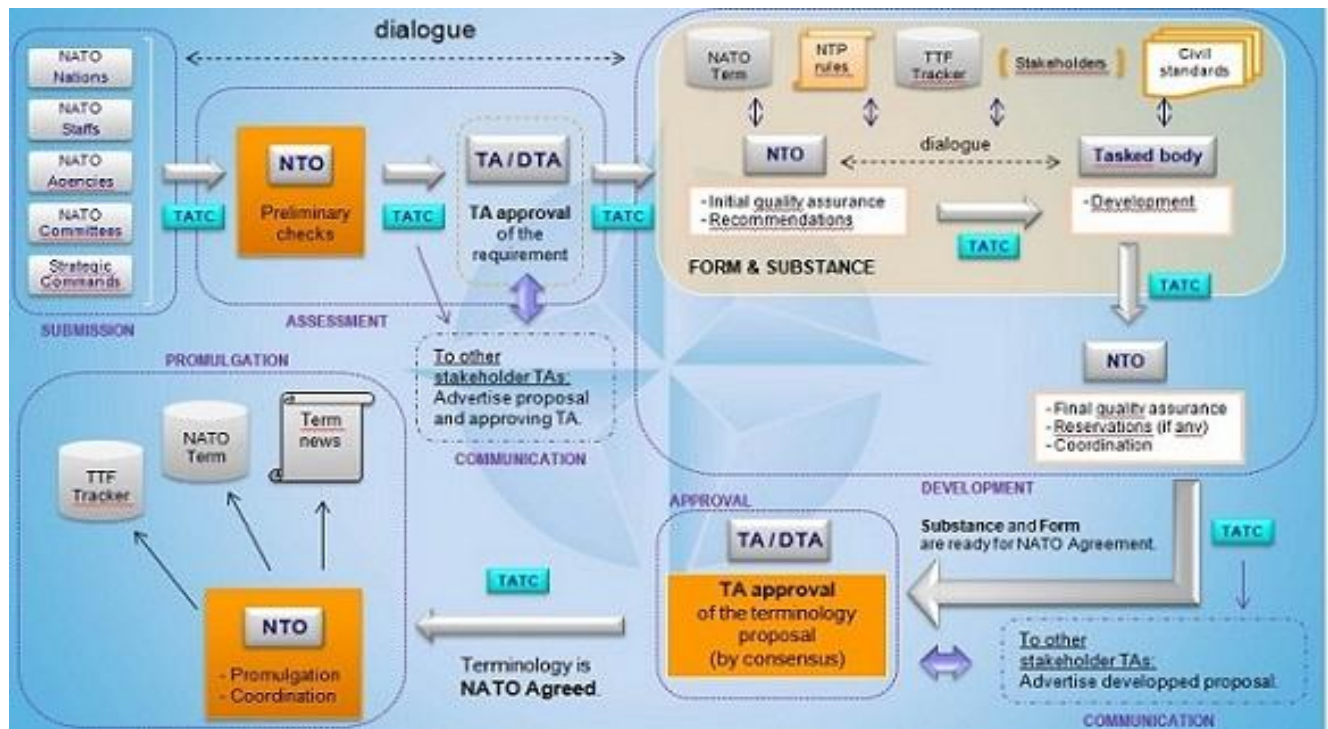 dialogue
NATO
Nations
NATO
Staffs
NATO
Agencies
NATO
Committees
Strategic
Commands
SUBMISSION
TATC
NTO
Preliminary
checks
TATC
TA / DTA
TA approval
of the
requirement
TATC
ASSESSMENT
To other
stakeholder TAs:
Advertise proposal
and approving TA.
COMMUNICATION
NATO
Term
NTP
rules
TTF
Tracker
Stakeholders
Civil
standards
NTO
dialogue
Tasked body
- Initial quality assurance
- Recommendations
TATC
- Development
FORM & SUBSTANCE
TATC
NTO
- Final quality assurance
- Reservations (if any)
- Coordination
DEVELOPMENT
Substance and Form
are ready for NATO Agreement.
TATC
To other
stakeholder TAs:
Advertise developped proposal.
COMMUNICATION
APPROVAL
TA / DTA
TA approval
of the terminology
proposal
(by consensus)
TATC
Terminology is
NATO Agreed.
PROMULGATION
TTF
Tracker
NATO
Term
Term
news
NTO
- Promulgation
- Coordination